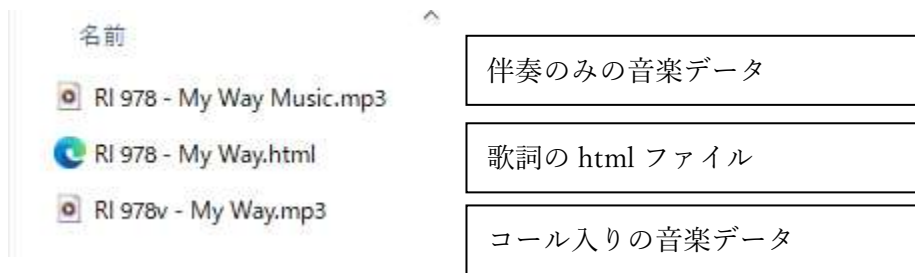 名前
伴奏のみの音楽データ
RI 978 - My Way Music.mp3
歌詞の html ファイル
RI 978 - My Way.html
コール入りの音楽データ
RI 978v - My Way.mp3